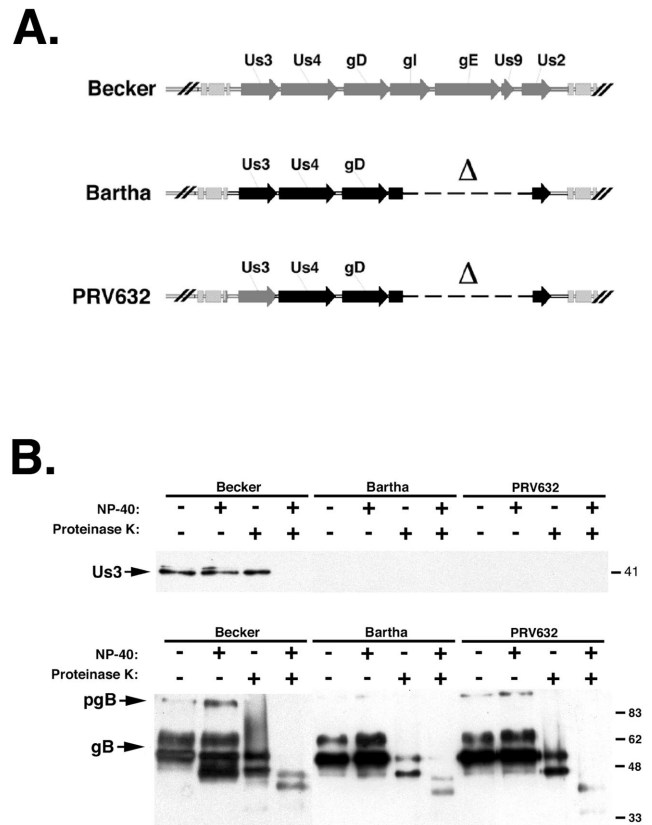 A.
Us3 Us4 gD gI gE Us9 Us2
Becker
Us3 Us4 gD Δ
Bartha
Us3 Us4 gD Δ
PRV632
B.
Becker Bartha PRV632
NP-40: - + - + - + - + - + - +
Proteinase K: - - + + - - + + - - + +
Us3 41
Becker Bartha PRV632
NP-40: - + - + - + - + - + - +
Proteinase K: - - + + - - + + - - + +
pgB
83
62
gB
48
33